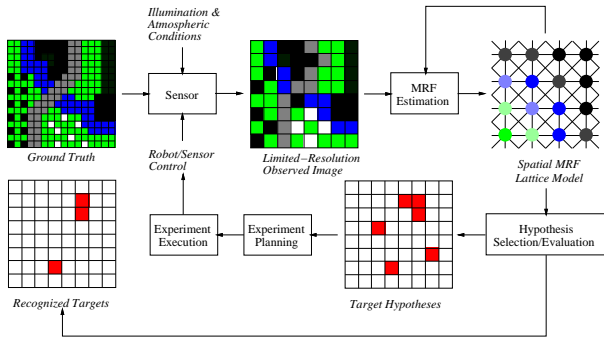 Illumination &
Atmospheric
Conditions
Sensor
MRF
Estimation
Ground Truth
Robot/Sensor
Control
Limited-Resolution
Observed Image
Spatial MRF
Lattice Model
Experiment
Execution
Experiment
Planning
Hypothesis
Selection/Evaluation
Recognized Targets
Target Hypotheses